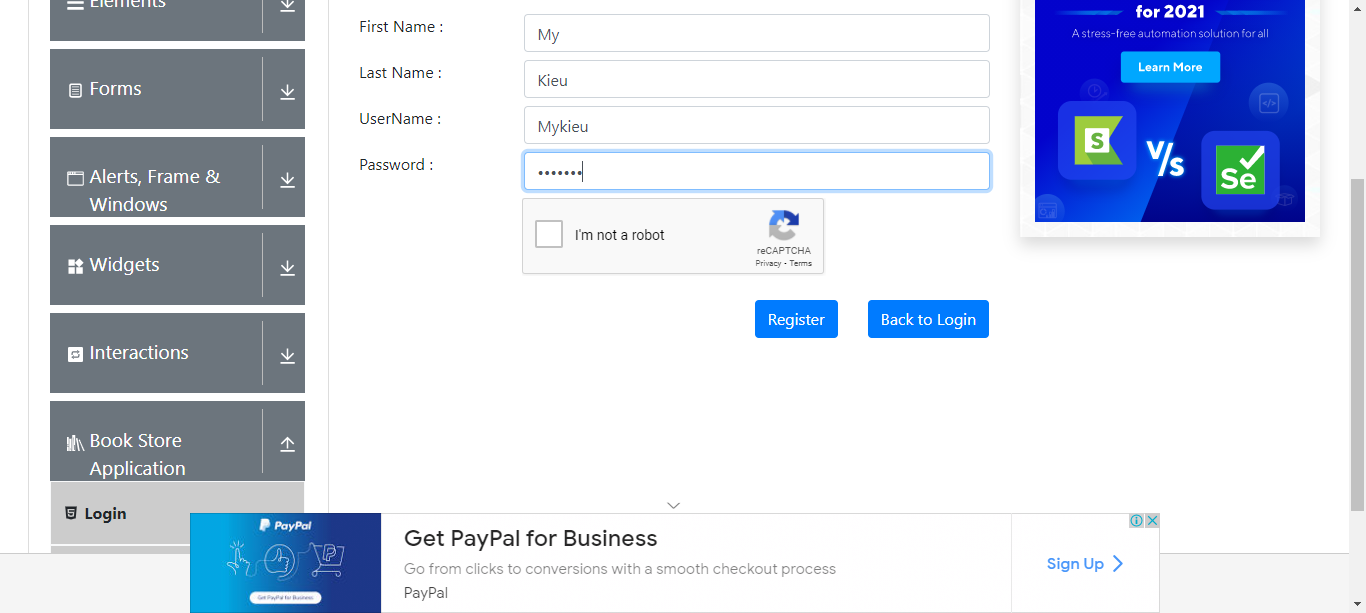 Elements
Forms
Alerts, Frame &
Windows
Widgets
Interactions
Book Store
Application
Login
First Name :
My
Last Name :
Kieu
UserName :
Mykieu
Password :
•••••••
I'm not a robot
reCAPTCHA
Privacy - Terms
Register
Back to Login
for 2021
A stress-free automation solution for all
Learn More
S
V/s
Se
PayPal
Get PayPal for Business
Get PayPal for Business
Go from clicks to conversions with a smooth checkout process
PayPal
Sign Up